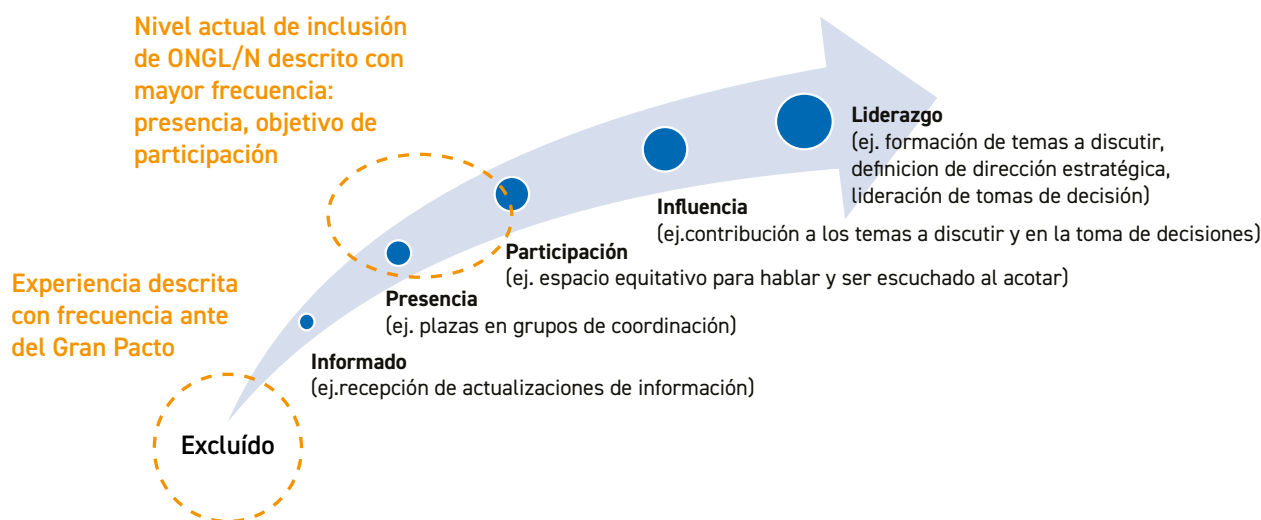 Nivel actual de inclusión
de ONGL/N descrito con
mayor frecuencia:
presencia, objetivo de
participación
Liderazgo
(ej. formación de temas a discutir,
definicion de dirección estratégica,
lideración de tomas de decisión)
Influencia
(ej.contribución a los temas a discutir y en la toma de decisiones)
Participación
(ej. espacio equitativo para hablar y ser escuchado al acotar)
Experiencia descrita
con frecuencia ante
del Gran Pacto
Presencia
(ej. plazas en grupos de coordinación)
Informado
(ej.recepción de actualizaciones de información)
Excluído